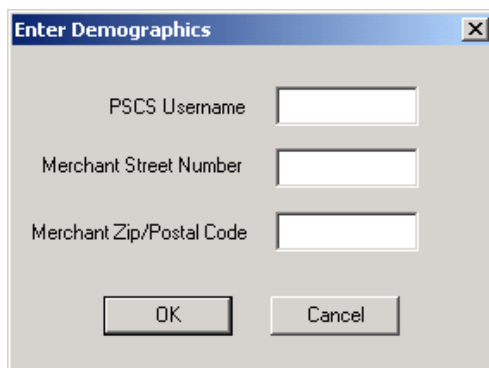 Enter Demographics
PSCS Username
Merchant Street Number
Merchant Zip/Postal Code
OK Cancel